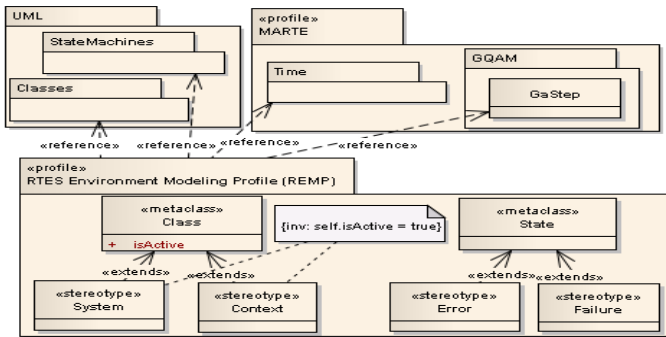 UML
StateMachines
Classes
«profile»
MARTE
Time
GQAM
GaStep
«reference»
«reference»
«reference»
«reference»
«profile»
RTES Environment Modeling Profile (REMP)
«metaclass»
Class
+ isActive
{inv: self.isActive = true}
«metaclass»
State
«extends»
«extends»
«extends»
«extends»
«stereotype»
System
«stereotype»
Context
«stereotype»
Error
«stereotype»
Failure